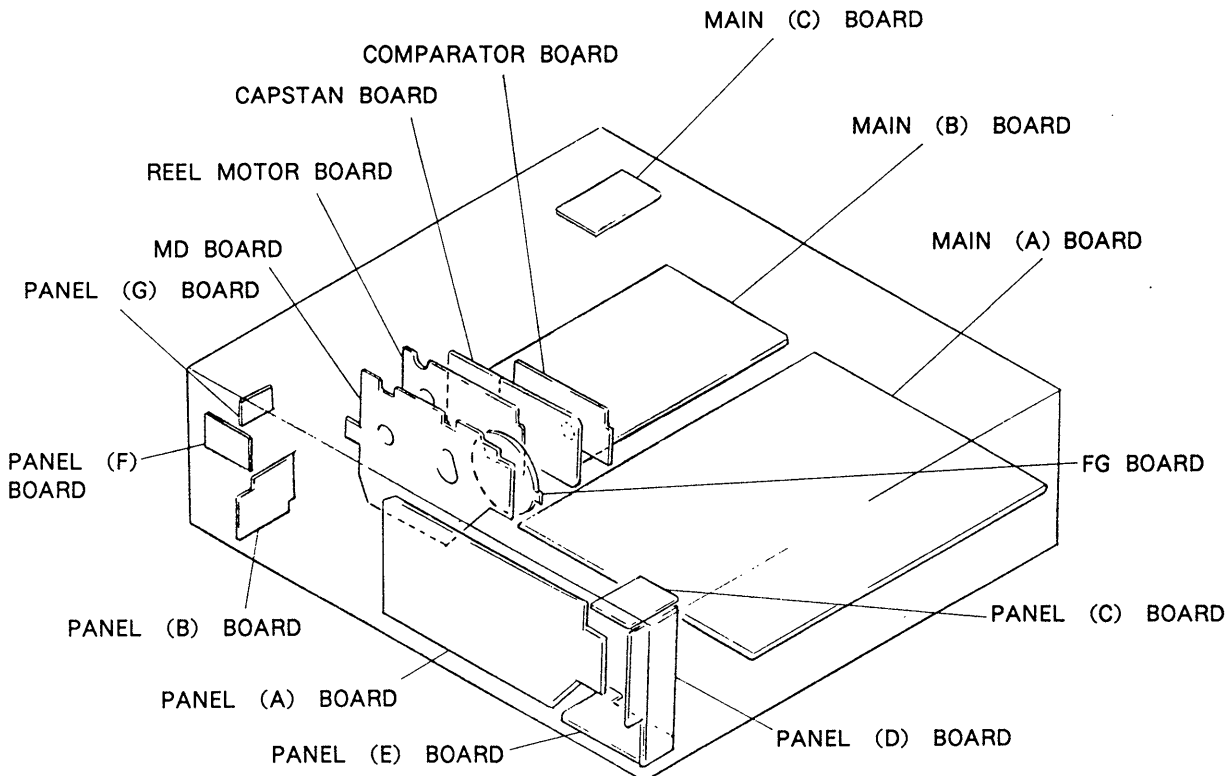 MAIN (C) BOARD
COMPARATOR BOARD
CAPSTAN BOARD
MAIN (B) BOARD
REEL MOTOR BOARD
MAIN (A) BOARD
MD BOARD
PANEL (G) BOARD
PANEL (F)
BOARD
FG BOARD
PANEL (C) BOARD
PANEL (B) BOARD
PANEL (A) BOARD
PANEL (D) BOARD
PANEL (E) BOARD